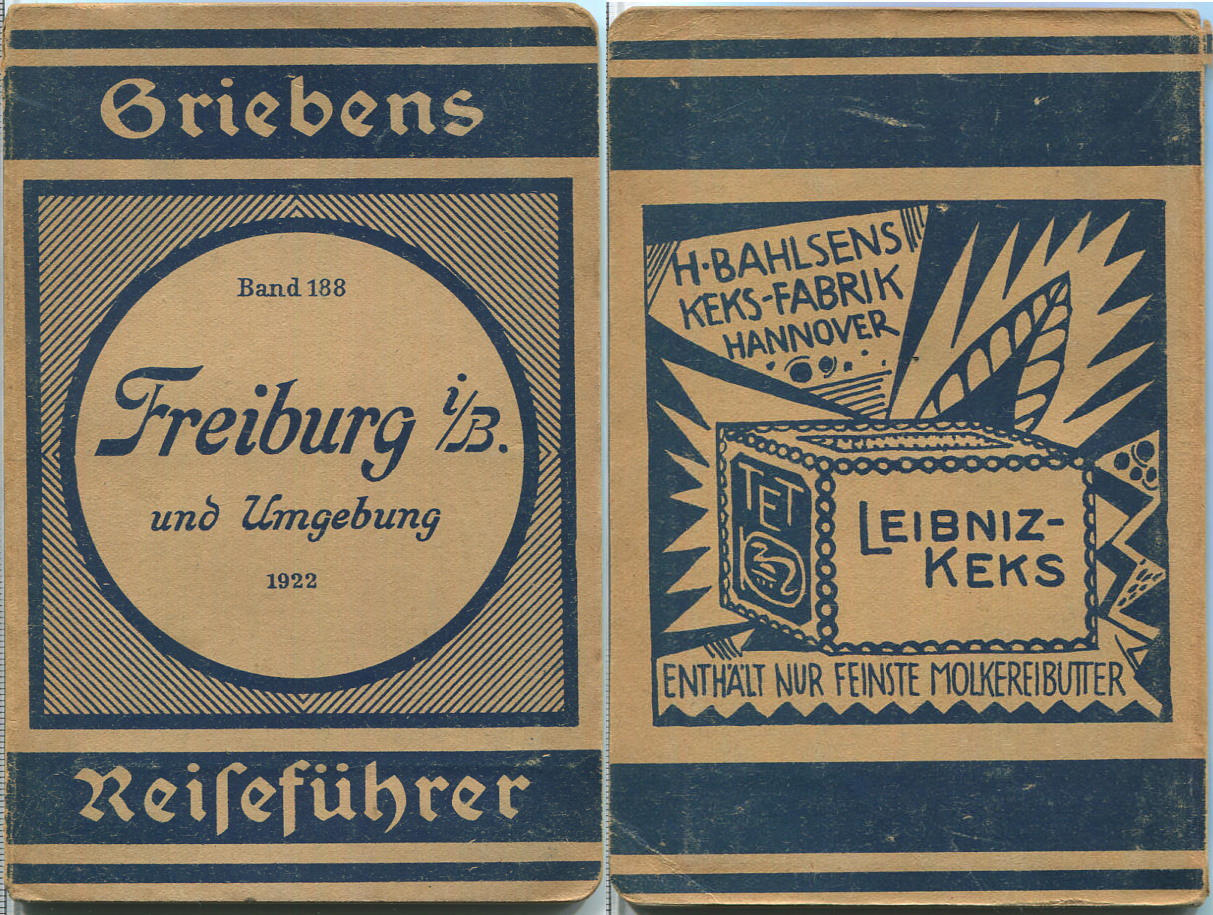 Griebens
Band 188
Freiburg i/B.
und Umgebung
1922
Reiſeführer
H·BAHLSENS
KEKS-FABRIK
HANNOVER
TET
LEIBNIZ-
KEKS
ENTHÄLT NUR FEINSTE MOLKEREIBUTTER